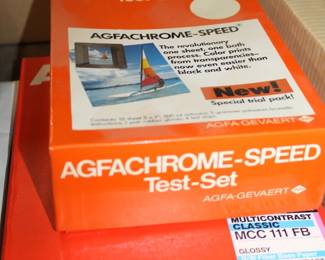 AGFACHROME-SPEED
The revolutionary
one sheet, one bath
process. Color prints
from transparencies–
now even easier than
black and white.
New!
Special trial pack!
AGFA-GEVAERT
AGFACHROME-SPEED
Test-Set
AGFA-GEVAERT
MULTICONTRAST
CLASSIC
MCC 111 FB
GLOSSY